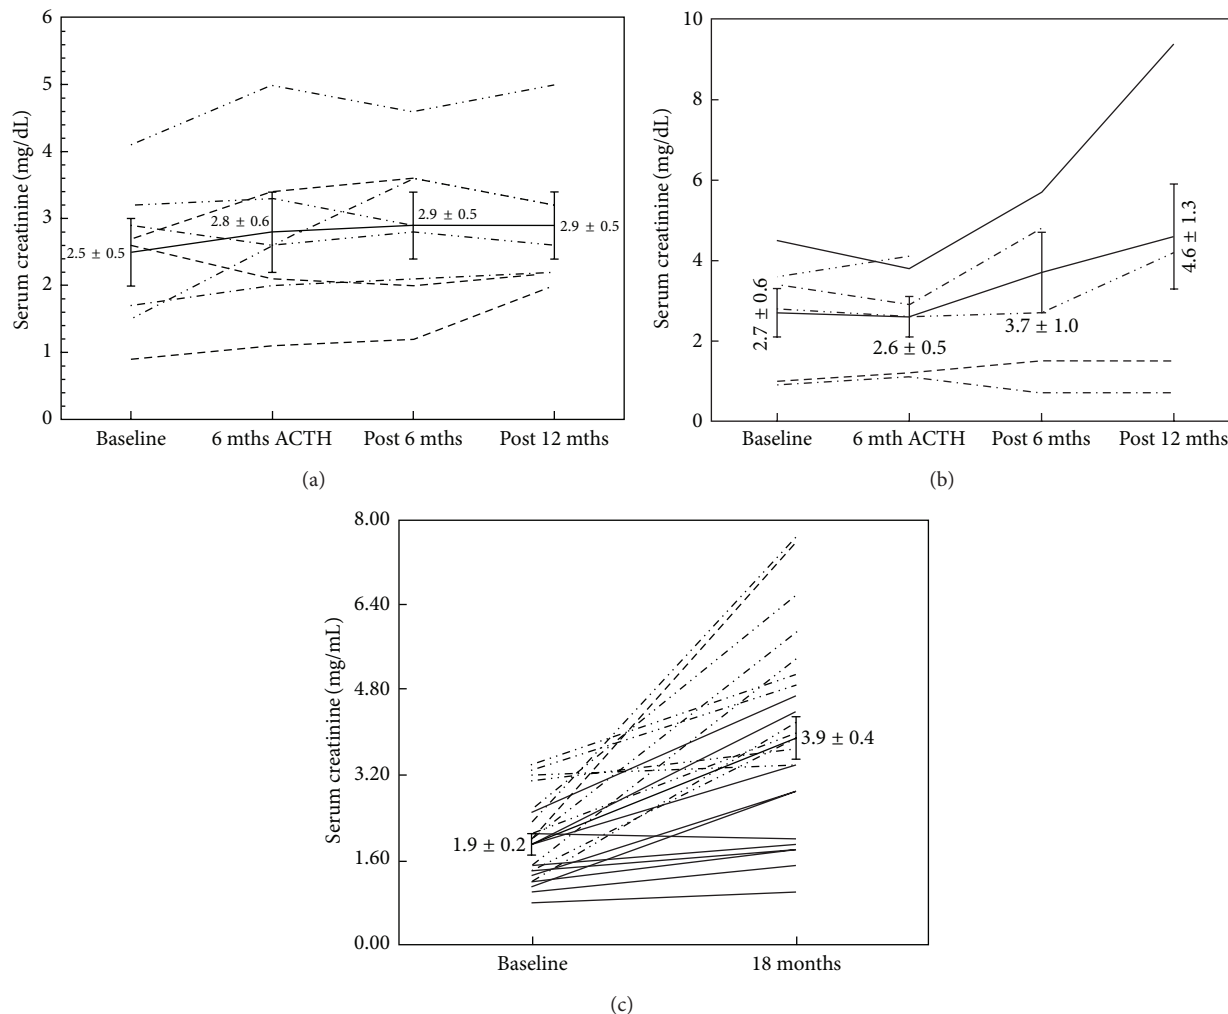 6
5
4
3
2
1
0
Serum creatinine (mg/dL)
2.5 ± 0.5
2.8 ± 0.6
2.9 ± 0.5
2.9 ± 0.5
Baseline 6 mths ACTH Post 6 mths Post 12 mths
(a)
10
8
6
4
2
0
Serum creatinine (mg/dL)
2.7 ± 0.6
2.6 ± 0.5
3.7 ± 1.0
4.6 ± 1.3
Baseline 6 mth ACTH Post 6 mths Post 12 mths
(b)
8.00
6.40
4.80
3.20
1.60
0.00
Serum creatinine (mg/mL)
1.9 ± 0.2
3.9 ± 0.4
Baseline 18 months
(c)